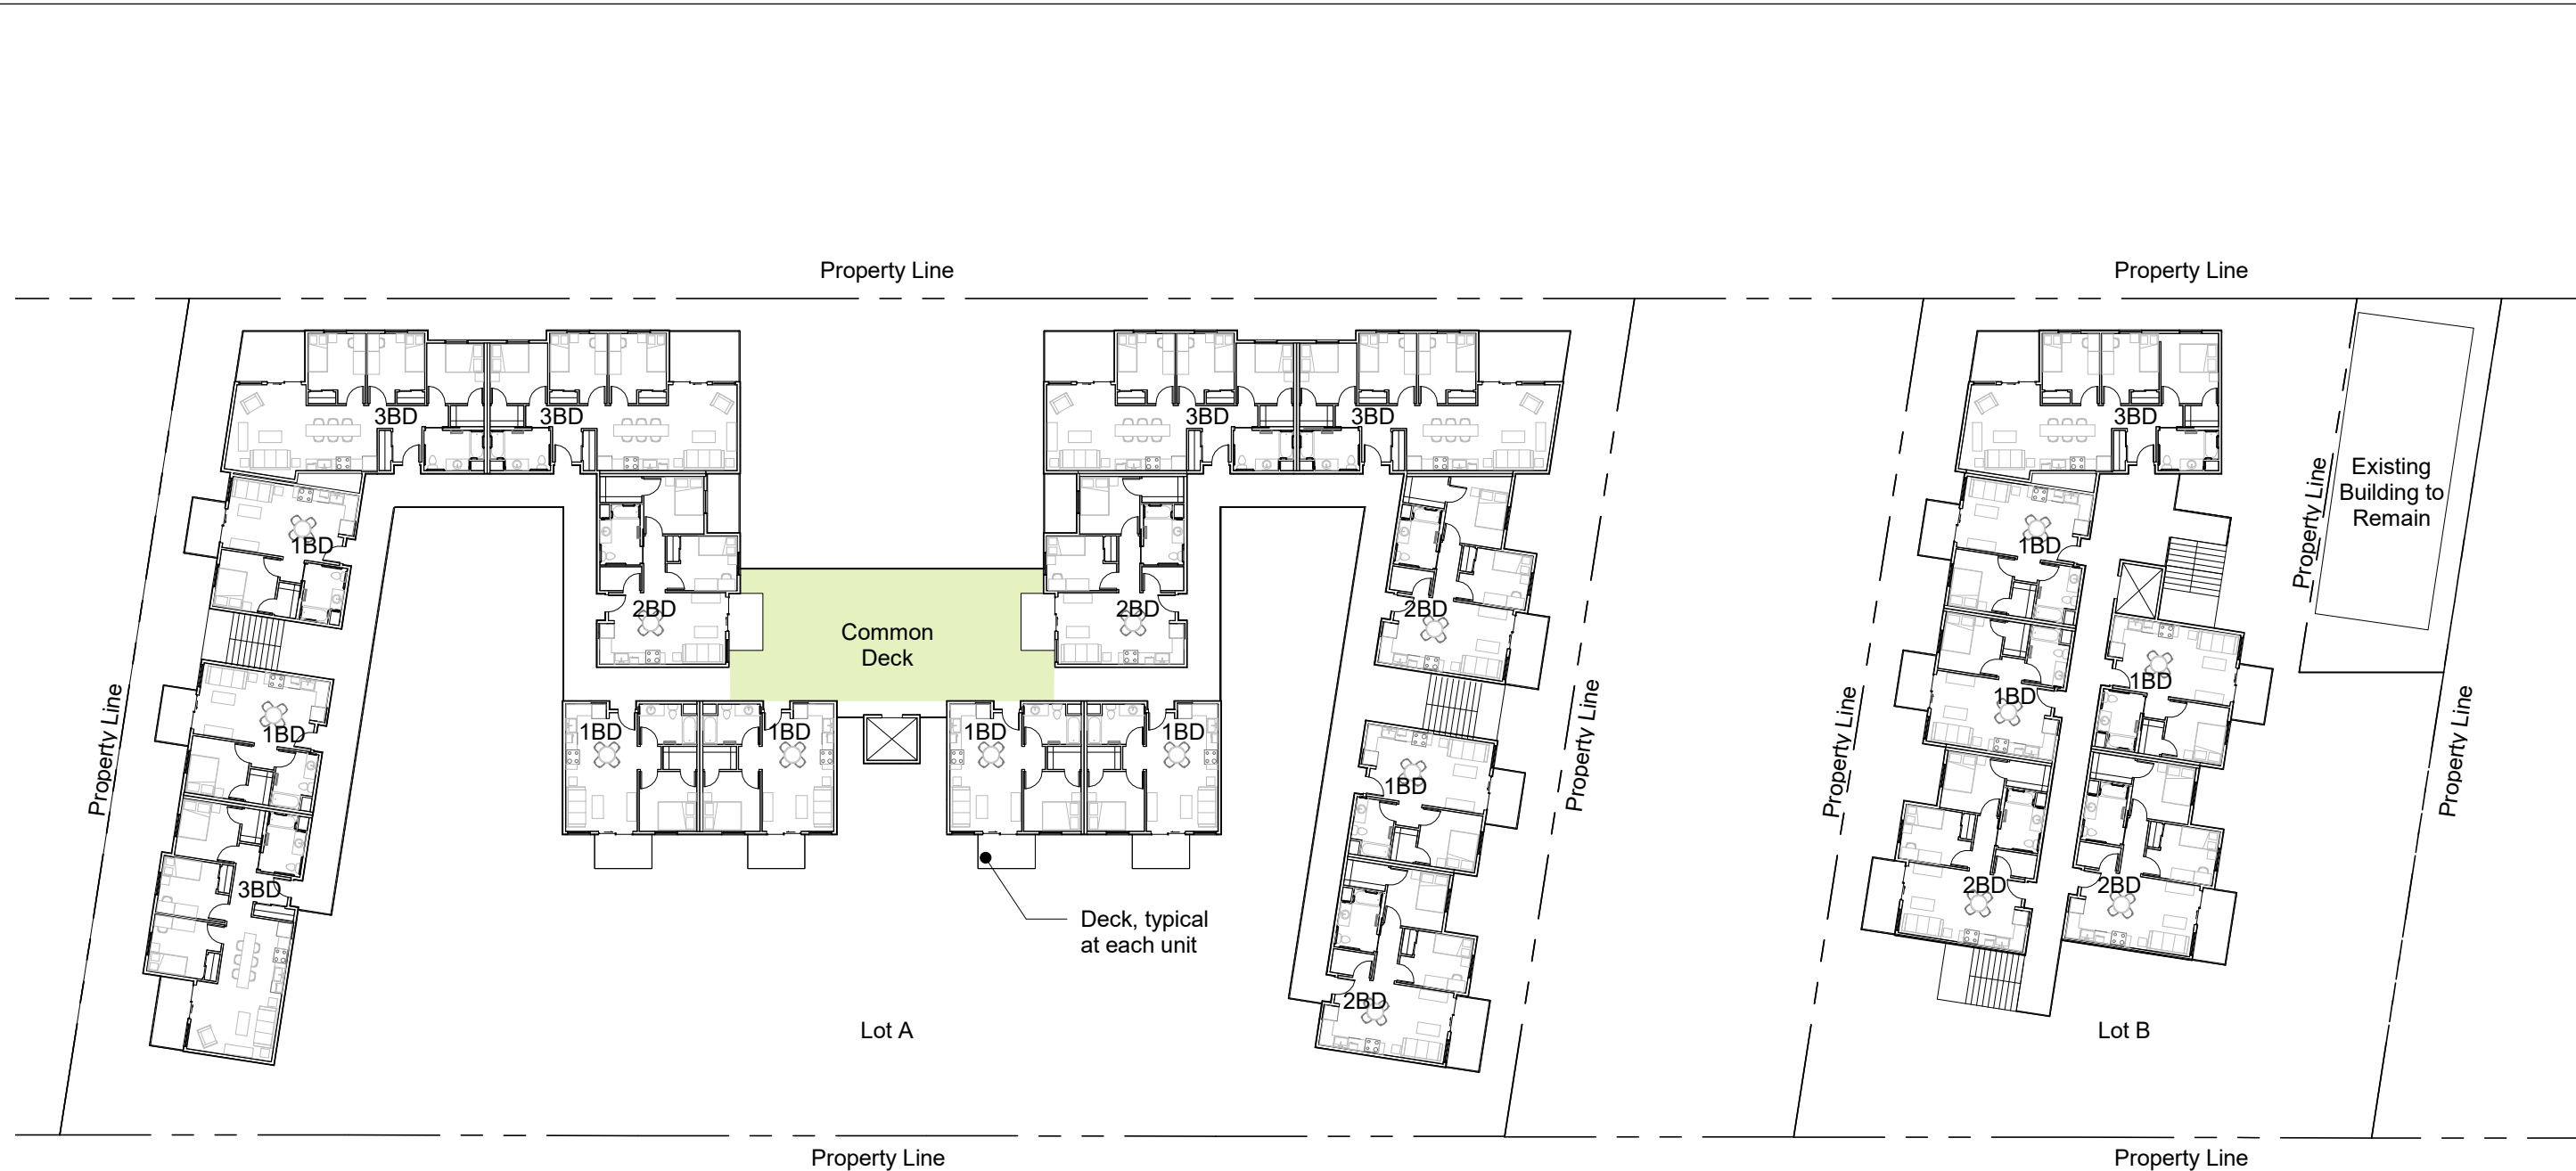 Property Line
Property Line
3BD
3BD
3BD
3BD
3BD
Property Line
Existing
Building to
Remain
1BD
1BD
2BD
Common
Deck
2BD
2BD
1BD
1BD
Property Line
1BD
1BD
1BD
1BD
1BD
1BD
Property Line
Property Line
Property Line
1BD
3BD
2BD
2BD
Deck, typical
at each unit
2BD
Lot A
Lot B
Property Line
Property Line